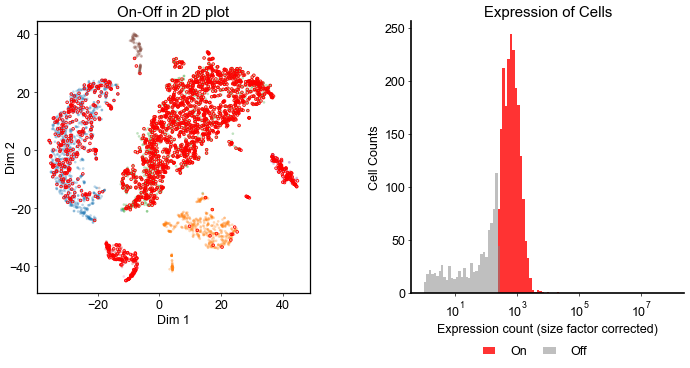 On-Off in 2D plot
40
20
0
−20
−40
Dim 2
−20
0
20
40
Dim 1
Expression of Cells
250
200
150
100
50
0
Cell Counts
10^1
10^3
10^5
10^7
Expression count (size factor corrected)
On
Off